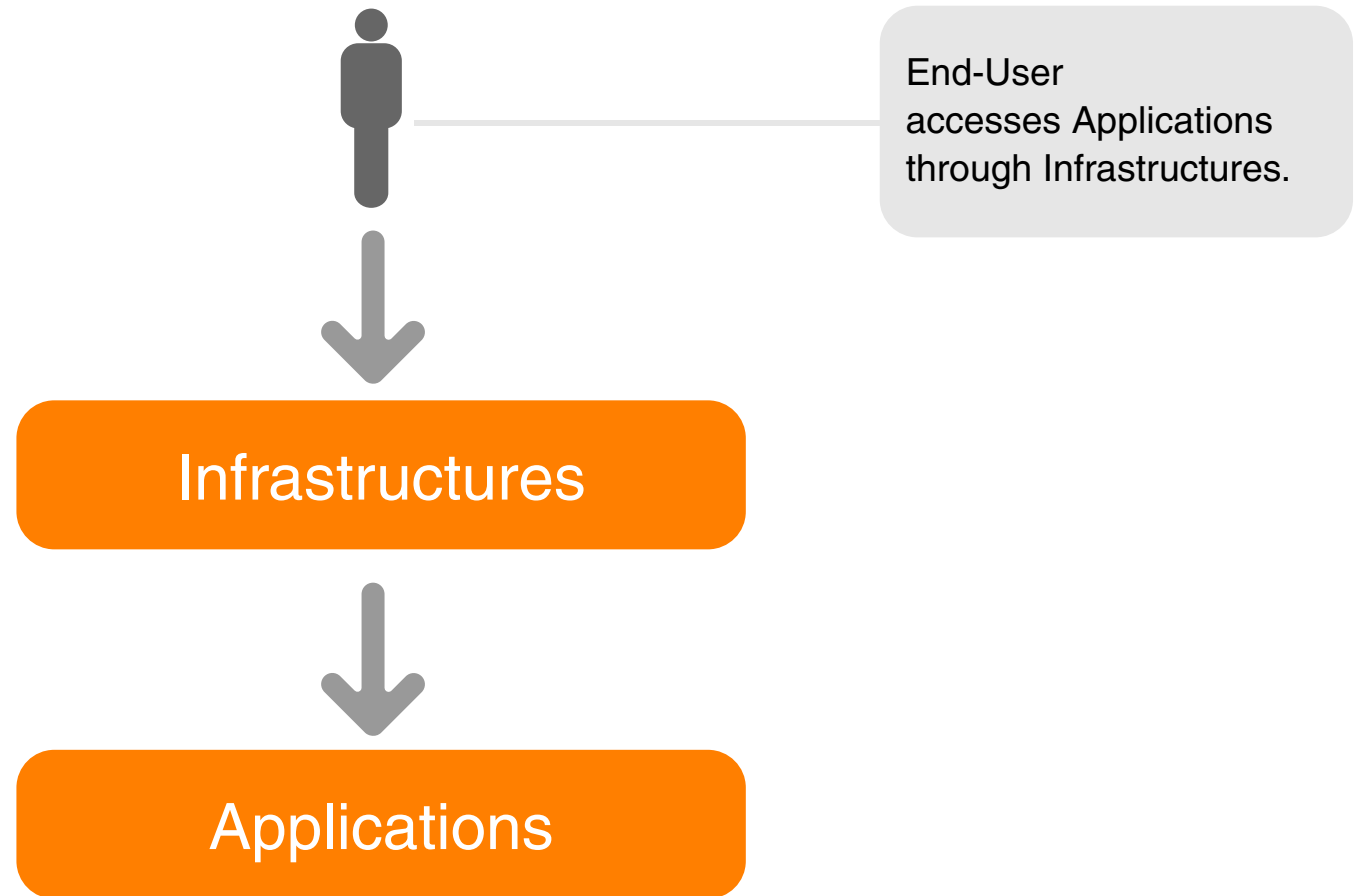 End-User
accesses Applications
through Infrastructures.
Infrastructures
Applications